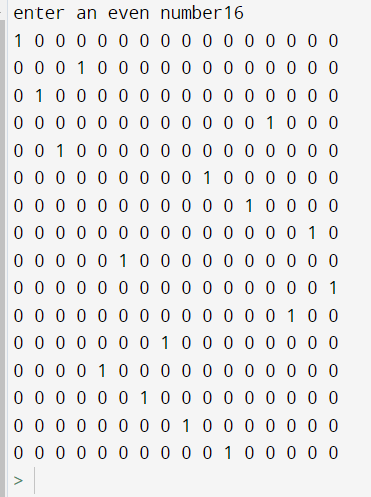 enter an even number16
1 0 0 0 0 0 0 0 0 0 0 0 0 0 0 0
0 0 0 1 0 0 0 0 0 0 0 0 0 0 0 0
0 1 0 0 0 0 0 0 0 0 0 0 0 0 0 0
0 0 0 0 0 0 0 0 0 0 0 0 1 0 0 0
0 0 1 0 0 0 0 0 0 0 0 0 0 0 0 0
0 0 0 0 0 0 0 0 0 1 0 0 0 0 0 0
0 0 0 0 0 0 0 0 0 0 0 1 0 0 0 0
0 0 0 0 0 0 0 0 0 0 0 0 0 0 1 0
0 0 0 0 0 1 0 0 0 0 0 0 0 0 0 0
0 0 0 0 0 0 0 0 0 0 0 0 0 0 0 1
0 0 0 0 0 0 0 0 0 0 0 0 0 1 0 0
0 0 0 0 0 0 0 1 0 0 0 0 0 0 0 0
0 0 0 0 1 0 0 0 0 0 0 0 0 0 0 0
0 0 0 0 0 0 1 0 0 0 0 0 0 0 0 0
0 0 0 0 0 0 0 0 1 0 0 0 0 0 0 0
0 0 0 0 0 0 0 0 0 0 1 0 0 0 0 0
>